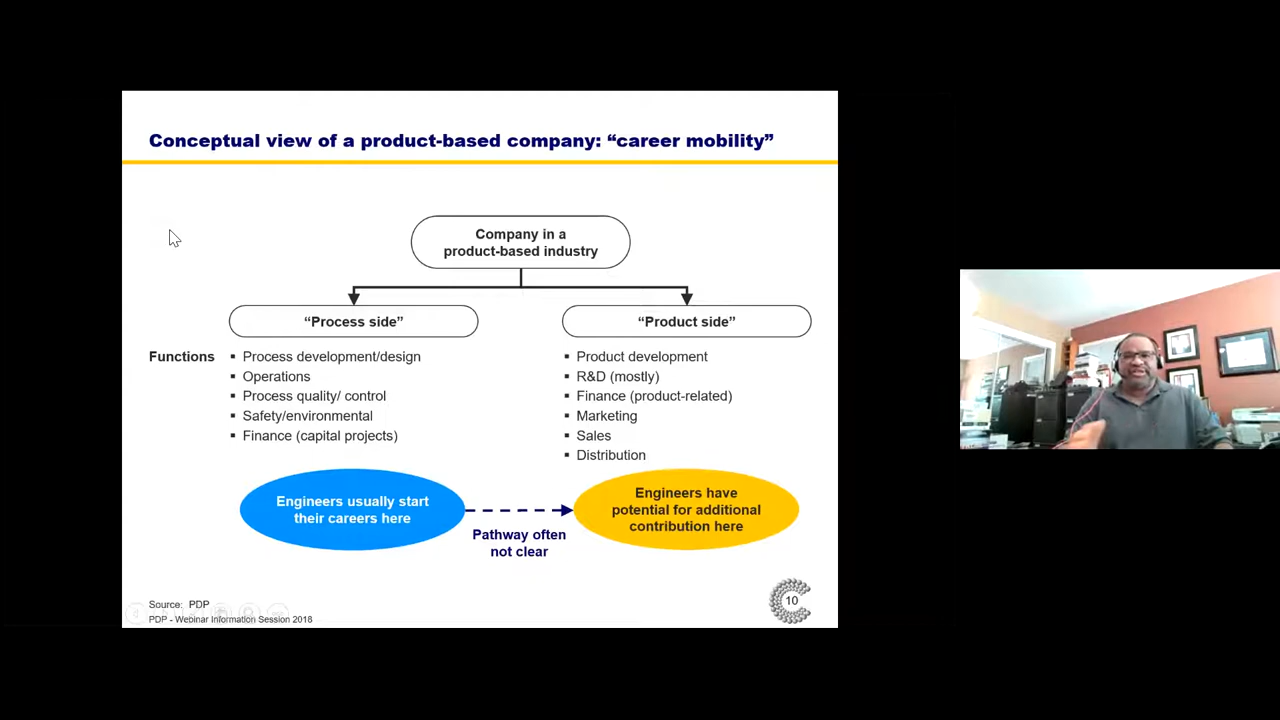 Conceptual view of a product-based company: “career mobility”
Company in a
product-based industry
“Process side”
“Product side”
Functions
▪ Process development/design
▪ Operations
▪ Process quality/ control
▪ Safety/environmental
▪ Finance (capital projects)
▪ Product development
▪ R&D (mostly)
▪ Finance (product-related)
▪ Marketing
▪ Sales
▪ Distribution
Engineers usually start
their careers here
Pathway often
not clear
Engineers have
potential for additional
contribution here
Source: PDP
PDP - Webinar Information Session 2018
10